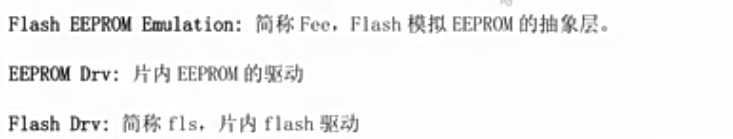 Flash EEPROM Emulation: 简称 Fee，Flash 模拟 EEPROM 的抽象层。
EEPROM Drv: 片内 EEPROM 的驱动
Flash Drv: 简称 fls，片内 flash 驱动